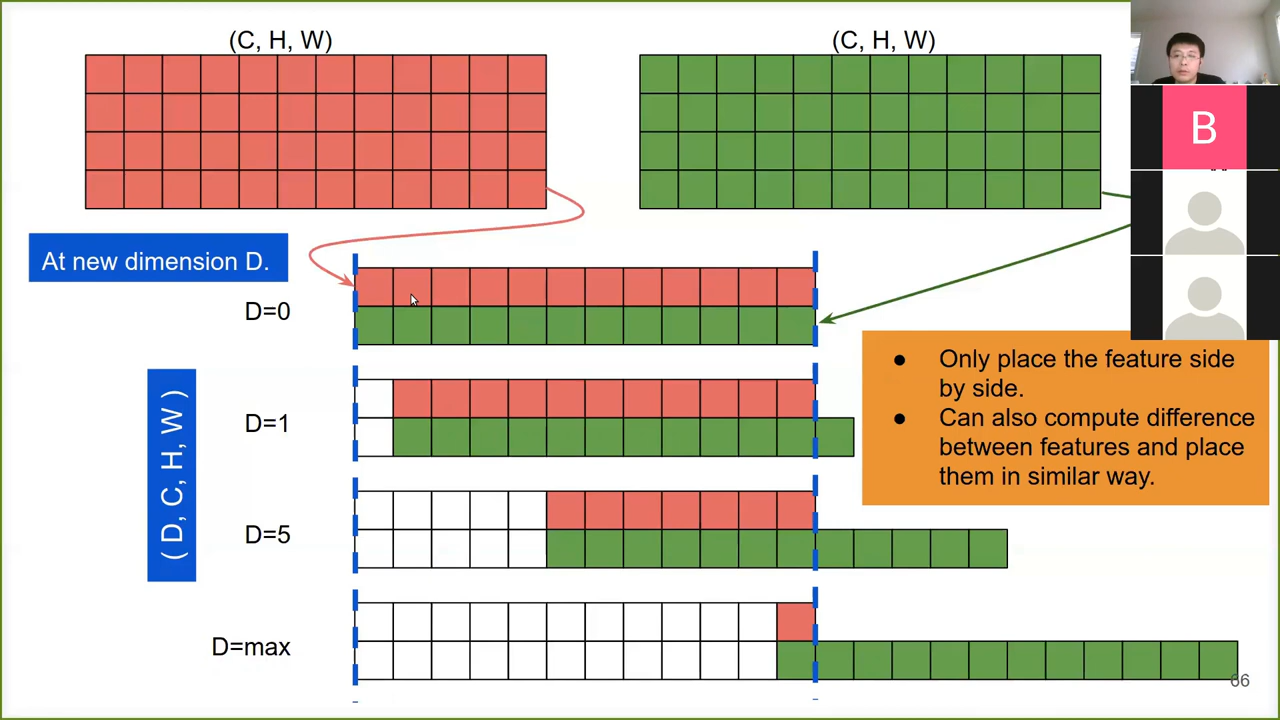 (C, H, W)
(C, H, W)
B
At new dimension D.
D=0
D=1
D=5
D=max
( D, C, H, W )
● Only place the feature side
by side.
● Can also compute difference
between features and place
them in similar way.
66